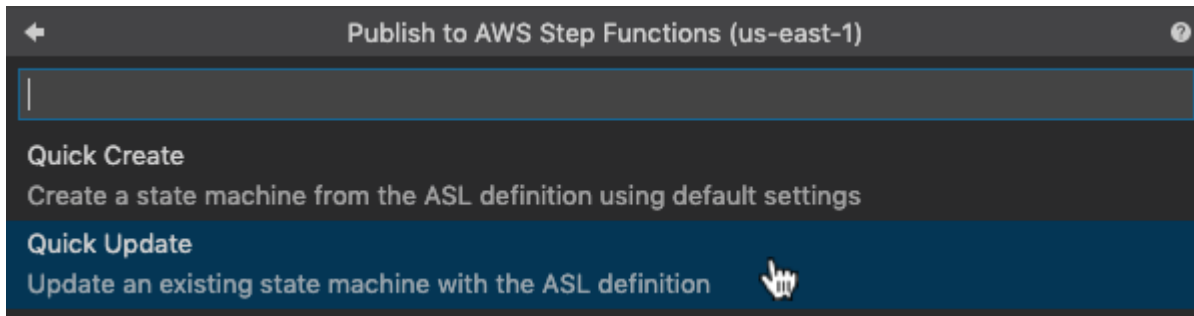 Publish to AWS Step Functions (us-east-1)
Quick Create
Create a state machine from the ASL definition using default settings
Quick Update
Update an existing state machine with the ASL definition